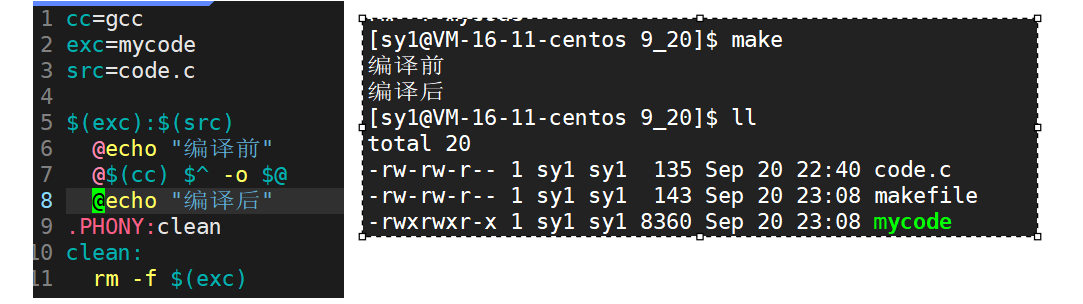 1 cc=gcc
2 exc=mycode
3 src=code.c
4
5 $(exc):$(src)
6   @echo "编译前"
7   @$(cc) $^ -o $@
8   @echo "编译后"
9 .PHONY:clean
10 clean:
11   rm -f $(exc)
[sy1@VM-16-11-centos 9_20]$ make
编译前
编译后
[sy1@VM-16-11-centos 9_20]$ ll
total 20
-rw-rw-r-- 1 sy1 sy1  135 Sep 20 22:40 code.c
-rw-rw-r-- 1 sy1 sy1  143 Sep 20 23:08 makefile
-rwxrwxr-x 1 sy1 sy1 8360 Sep 20 23:08 mycode